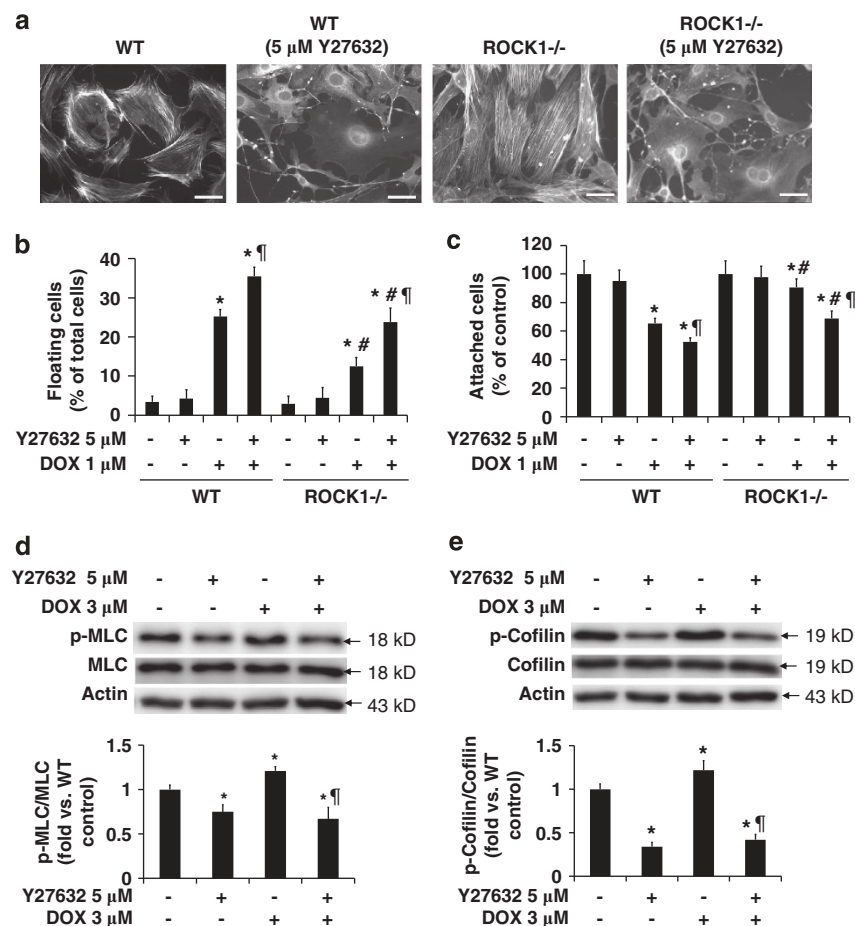 a
WT
WT
(5 μM Y27632)
ROCK1-/-
ROCK1-/-
(5 μM Y27632)
b
Floating cells
(% of total cells)
40
30
20
10
0
*
* ¶
* #
* # ¶
Y27632 5 μM - + - + - + - +
DOX 1 μM - - + + - - + +
WT ROCK1-/-
c
Attached cells
(% of control)
120
100
80
60
40
20
0
*
* ¶
* #
* # ¶
Y27632 5 μM - + - + - + - +
DOX 1 μM - - + + - - + +
WT ROCK1-/-
d
Y27632 5 μM - + - +
DOX 3 μM - - + +
p-MLC 18 kD
MLC 18 kD
Actin 43 kD
p-MLC/MLC
(fold vs. WT
control)
1.5
1
0.5
0
*
*
* ¶
Y27632 5 μM - + - +
DOX 3 μM - - + +
e
Y27632 5 μM - + - +
DOX 3 μM - - + +
p-Cofilin 19 kD
Cofilin 19 kD
Actin 43 kD
p-Cofilin/Cofilin
(fold vs. WT
control)
1.5
1
0.5
0
*
*
* ¶
Y27632 5 μM - + - +
DOX 3 μM - - + +